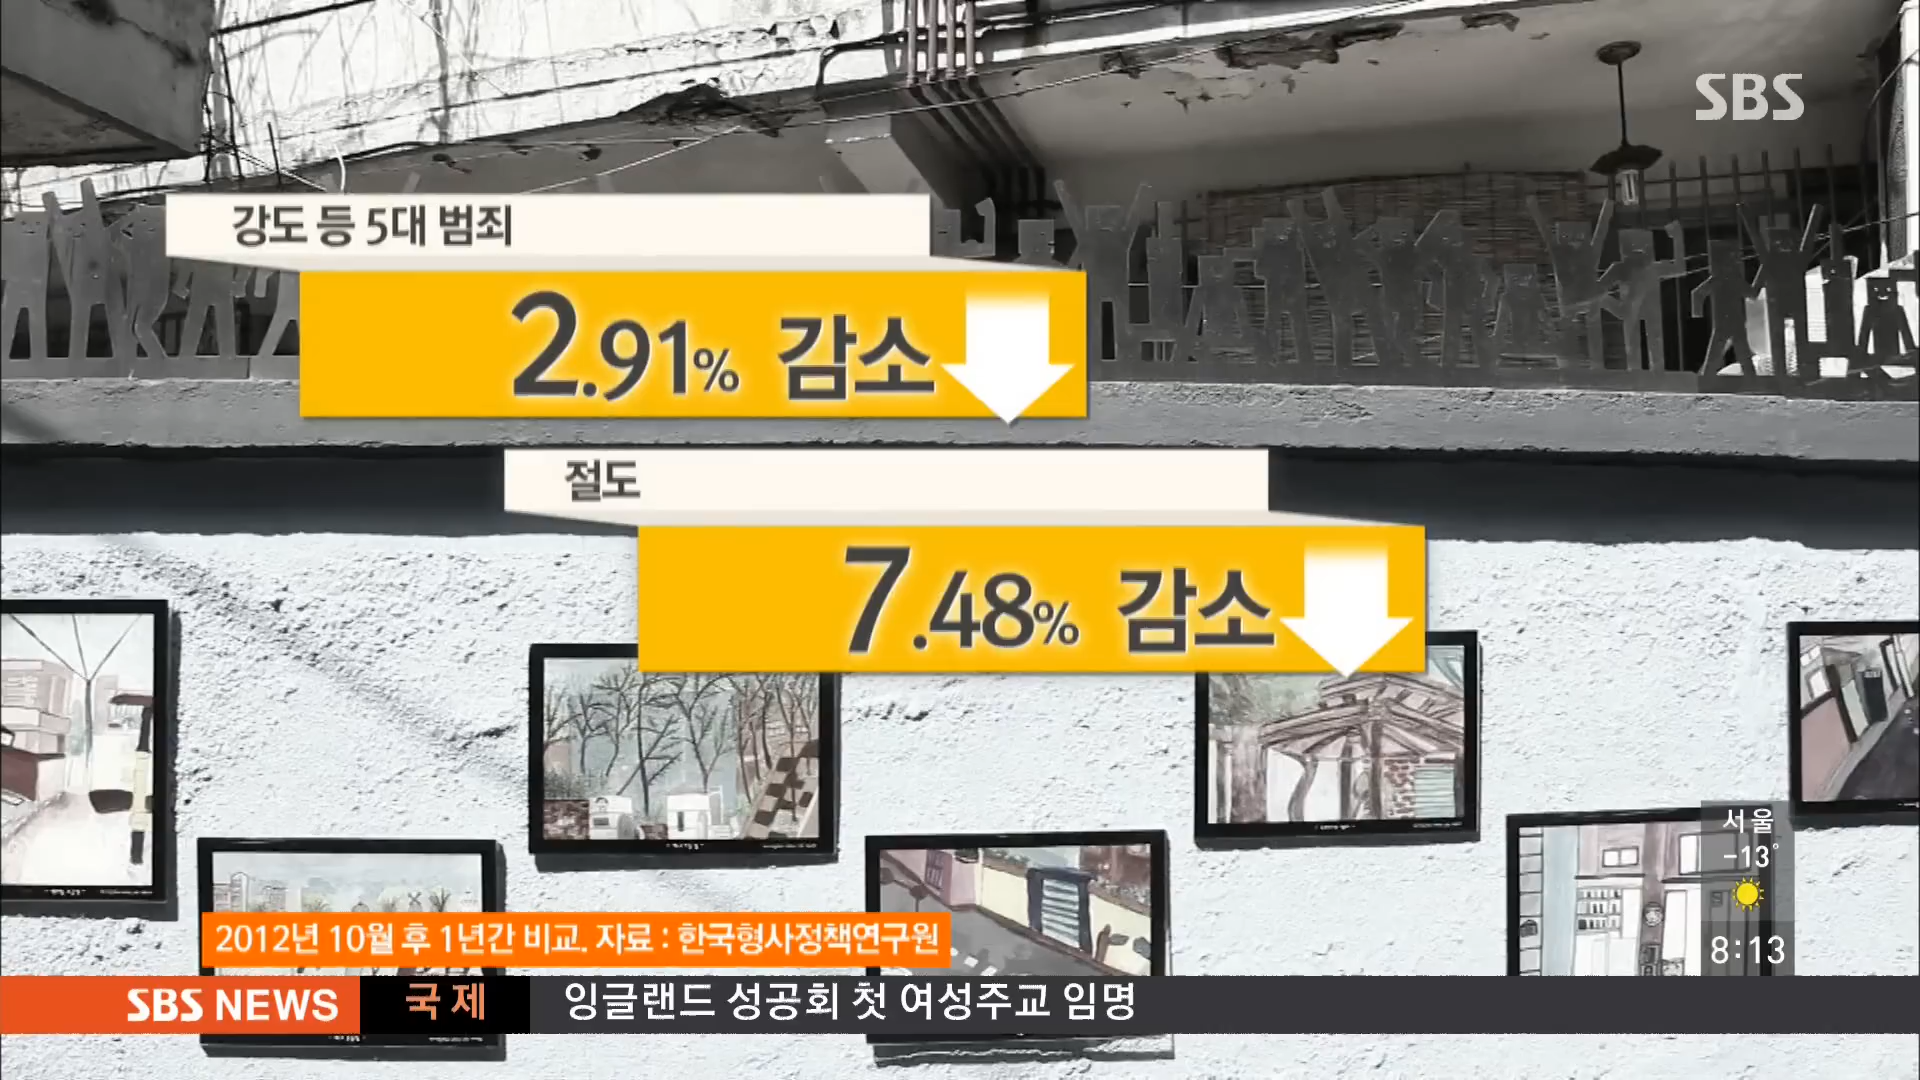 SBS
강도 등 5대 범죄
2.91% 감소
절도
7.48% 감소
서울
-13°
8:13
2012년 10월 후 1년간 비교. 자료 : 한국형사정책연구원
SBS NEWS
국제
잉글랜드 성공회 첫 여성주교 임명